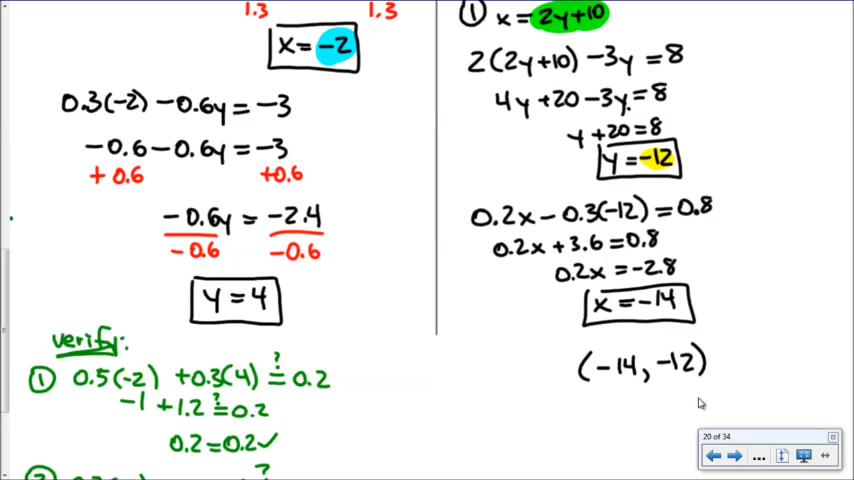 1.3 1.3
x = -2
0.3(-2) - 0.6y = -3
-0.6 - 0.6y = -3
+0.6 +0.6
-0.6y = -2.4
-0.6 -0.6
y = 4
verify:
① 0.5(-2) + 0.3(4) ≟ 0.2
-1 + 1.2 ≟ 0.2
0.2 = 0.2 ✓
① x = 2y+10
2(2y+10) - 3y = 8
4y + 20 - 3y = 8
y + 20 = 8
y = -12
0.2x - 0.3(-12) = 0.8
0.2x + 3.6 = 0.8
0.2x = -2.8
x = -14
(-14, -12)
20 of 34